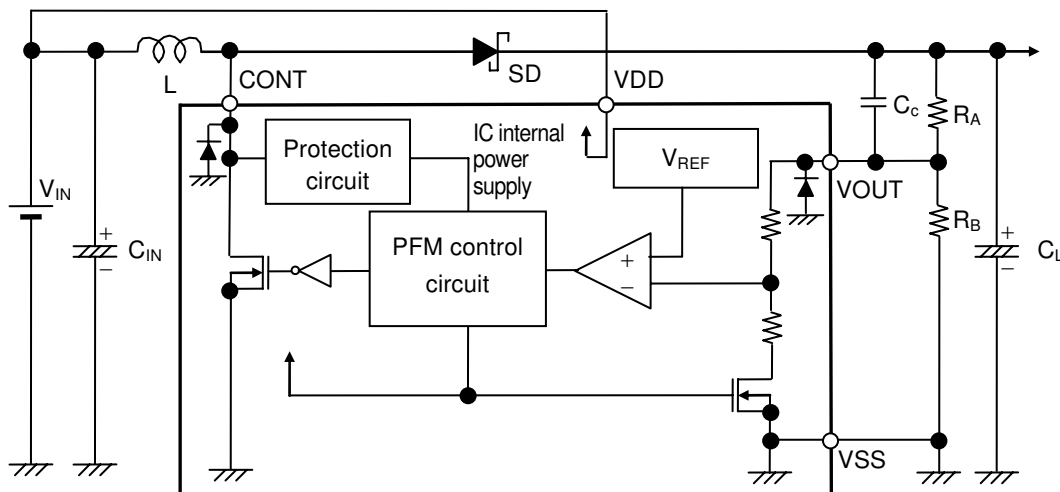 L
CONT
SD
VDD
C_c
R_A
Protection
circuit
IC internal
power
supply
V_REF
VOUT
V_IN
+
−
C_IN
PFM control
circuit
+
−
R_B
+
−
C_L
VSS